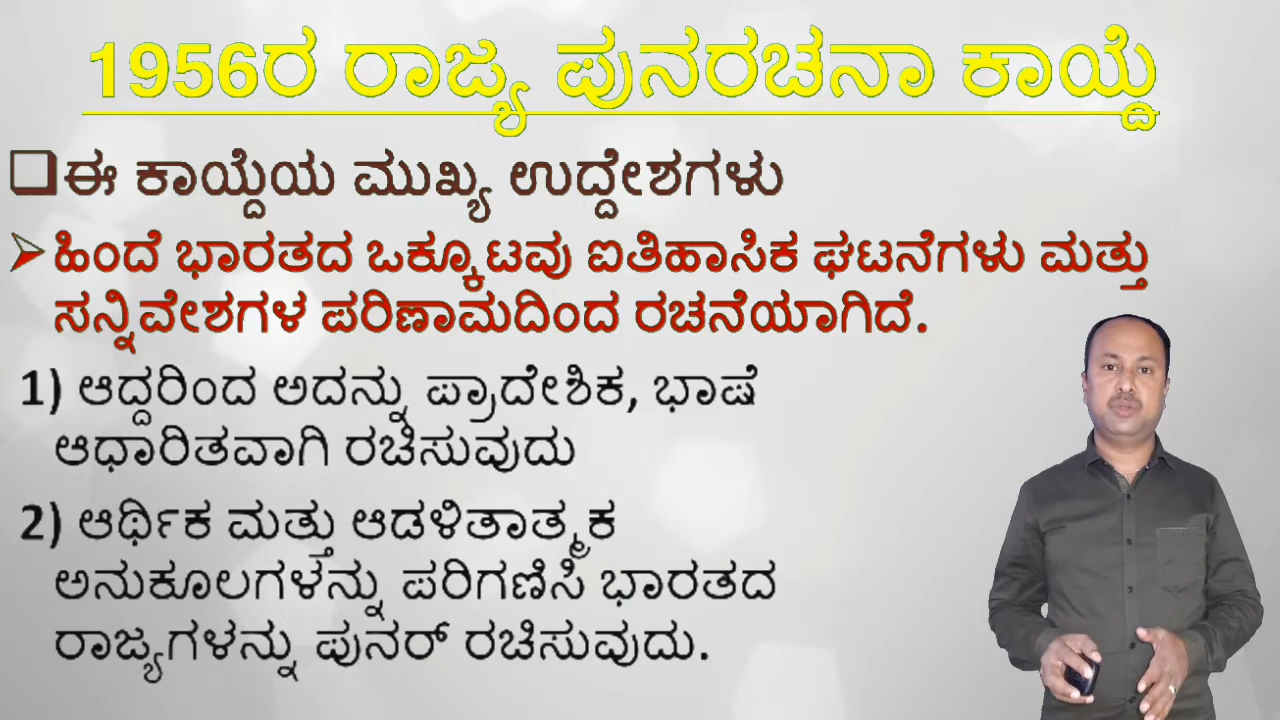 1956ರ ರಾಜ್ಯ ಪುನರಚನಾ ಕಾಯ್ದೆ
ಈ ಕಾಯ್ದೆಯ ಮುಖ್ಯ ಉದ್ದೇಶಗಳು
ಹಿಂದೆ ಭಾರತದ ಒಕ್ಕೂಟವು ಐತಿಹಾಸಿಕ ಘಟನೆಗಳು ಮತ್ತು
ಸನ್ನಿವೇಶಗಳ ಪರಿಣಾಮದಿಂದ ರಚನೆಯಾಗಿದೆ.
1) ಆದ್ದರಿಂದ ಅದನ್ನು ಪ್ರಾದೇಶಿಕ, ಭಾಷೆ
ಆಧಾರಿತವಾಗಿ ರಚಿಸುವುದು
2) ಆರ್ಥಿಕ ಮತ್ತು ಆಡಳಿತಾತ್ಮಕ
ಅನುಕೂಲಗಳನ್ನು ಪರಿಗಣಿಸಿ ಭಾರತದ
ರಾಜ್ಯಗಳನ್ನು ಪುನರ್ ರಚಿಸುವುದು.